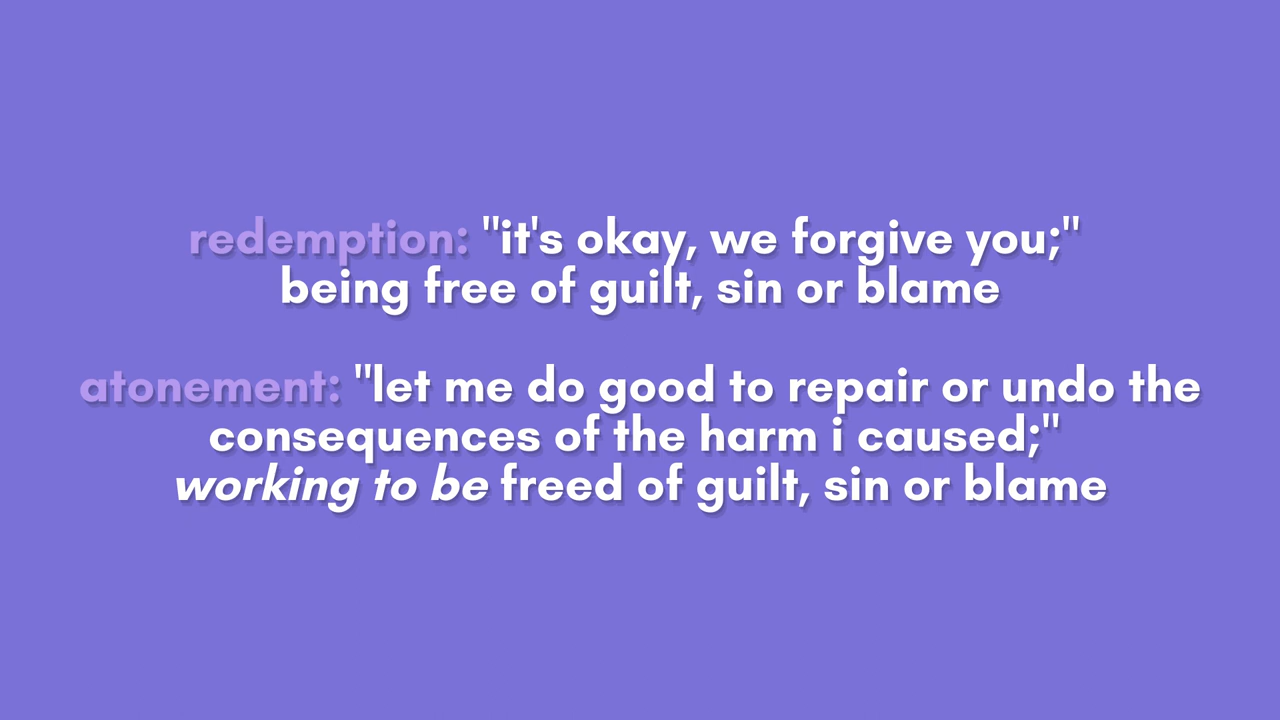 redemption: "it's okay, we forgive you;"
being free of guilt, sin or blame
atonement: "let me do good to repair or undo the
consequences of the harm i caused;"
working to be freed of guilt, sin or blame